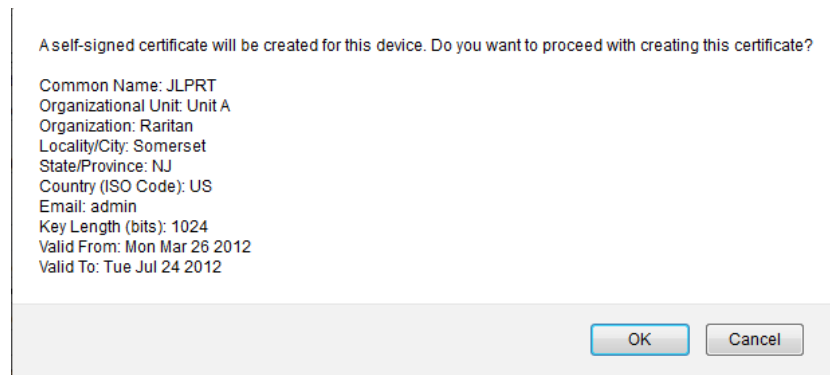 A self-signed certificate will be created for this device. Do you want to proceed with creating this certificate?
Common Name: JLPRT
Organizational Unit: Unit A
Organization: Raritan
Locality/City: Somerset
State/Province: NJ
Country (ISO Code): US
Email: admin
Key Length (bits): 1024
Valid From: Mon Mar 26 2012
Valid To: Tue Jul 24 2012
OK
Cancel